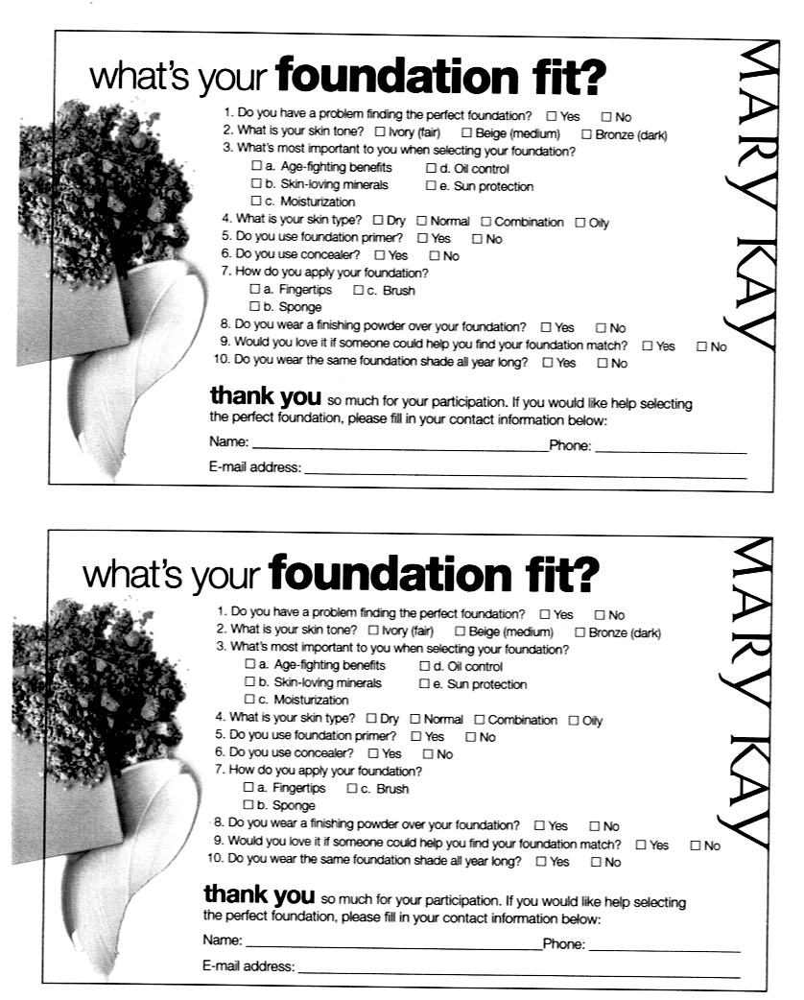 what's your foundation fit?
MARY KAY
1. Do you have a problem finding the perfect foundation? ☐ Yes ☐ No
2. What is your skin tone? ☐ Ivory (fair) ☐ Beige (medium) ☐ Bronze (dark)
3. What's most important to you when selecting your foundation?
☐ a. Age-fighting benefits ☐ d. Oil control
☐ b. Skin-loving minerals ☐ e. Sun protection
☐ c. Moisturization
4. What is your skin type? ☐ Dry ☐ Normal ☐ Combination ☐ Oily
5. Do you use foundation primer? ☐ Yes ☐ No
6. Do you use concealer? ☐ Yes ☐ No
7. How do you apply your foundation?
☐ a. Fingertips ☐ c. Brush
☐ b. Sponge
8. Do you wear a finishing powder over your foundation? ☐ Yes ☐ No
9. Would you love it if someone could help you find your foundation match? ☐ Yes ☐ No
10. Do you wear the same foundation shade all year long? ☐ Yes ☐ No
thank you so much for your participation. If you would like help selecting
the perfect foundation, please fill in your contact information below:
Name: Phone:
E-mail address:
what's your foundation fit?
MARY KAY
1. Do you have a problem finding the perfect foundation? ☐ Yes ☐ No
2. What is your skin tone? ☐ Ivory (fair) ☐ Beige (medium) ☐ Bronze (dark)
3. What's most important to you when selecting your foundation?
☐ a. Age-fighting benefits ☐ d. Oil control
☐ b. Skin-loving minerals ☐ e. Sun protection
☐ c. Moisturization
4. What is your skin type? ☐ Dry ☐ Normal ☐ Combination ☐ Oily
5. Do you use foundation primer? ☐ Yes ☐ No
6. Do you use concealer? ☐ Yes ☐ No
7. How do you apply your foundation?
☐ a. Fingertips ☐ c. Brush
☐ b. Sponge
8. Do you wear a finishing powder over your foundation? ☐ Yes ☐ No
9. Would you love it if someone could help you find your foundation match? ☐ Yes ☐ No
10. Do you wear the same foundation shade all year long? ☐ Yes ☐ No
thank you so much for your participation. If you would like help selecting
the perfect foundation, please fill in your contact information below:
Name: Phone:
E-mail address: